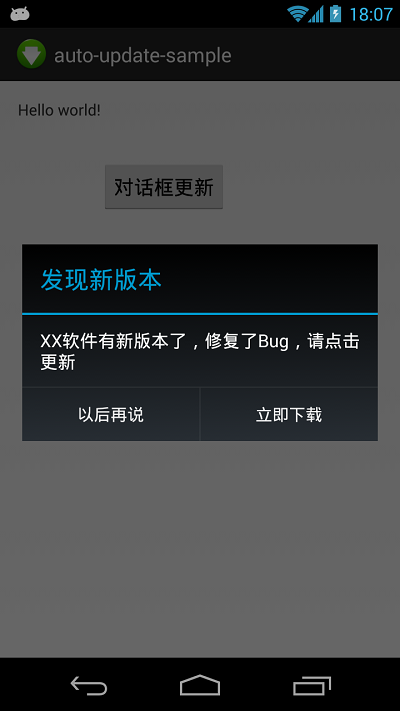 18:07
auto-update-sample
Hello world!
对话框更新
发现新版本
XX软件有新版本了，修复了Bug，请点击
更新
以后再说
立即下载